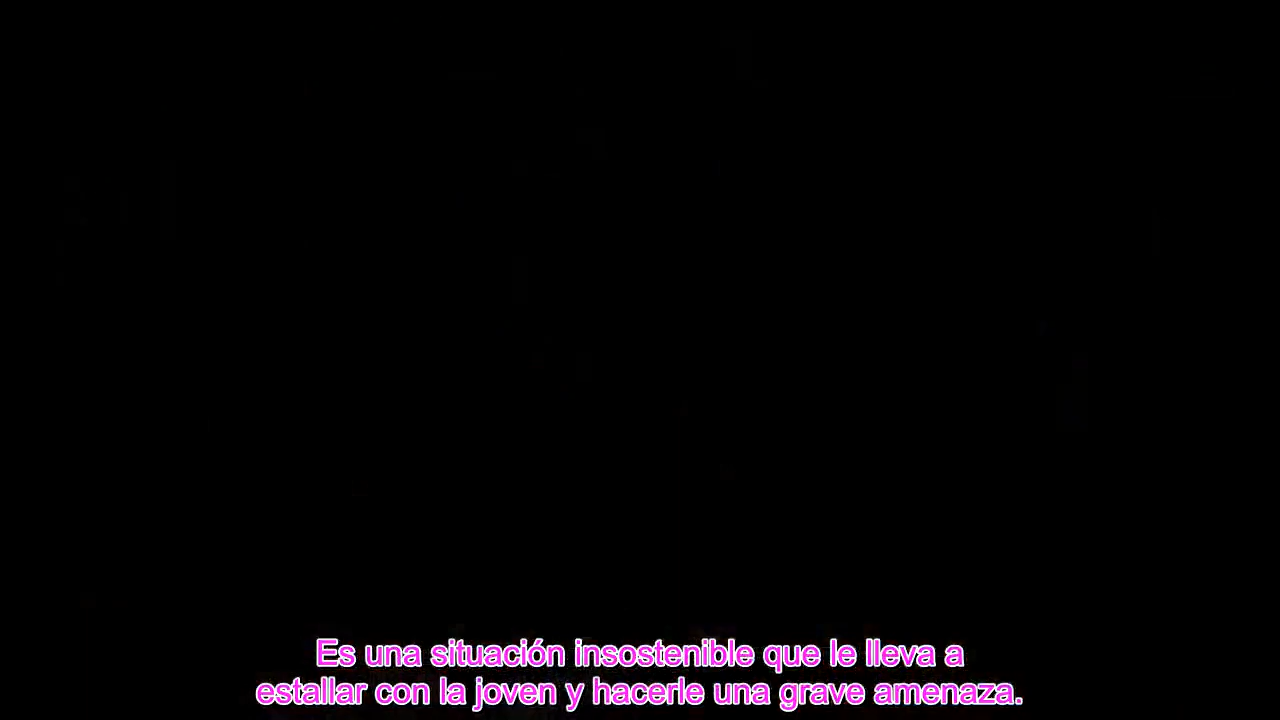 Es una situación insostenible que le lleva a
estallar con la joven y hacerle una grave amenaza.